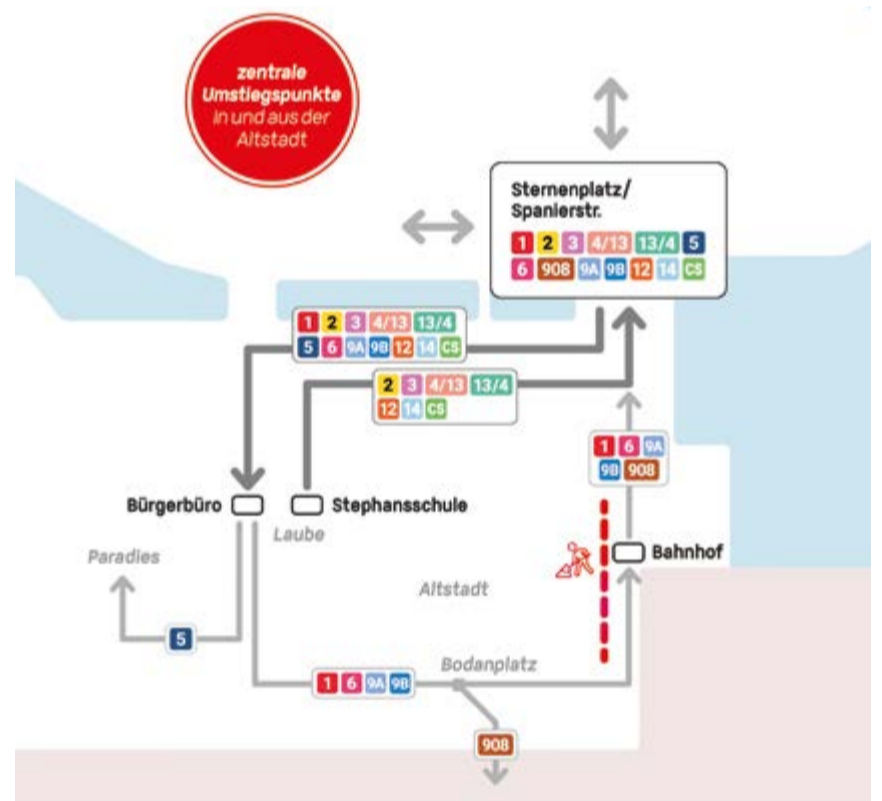 zentrale
Umstiegspunkte
in und aus der
Altstadt
Sternenplatz/
Spanierstr.
1 2 3 4/13 13/4 5
6 908 9A 9B 12 14 CS
1 2 3 4/13 13/4
5 6 9A 9B 12 14 CS
2 3 4/13 13/4
12 14 CS
1 6 9A
9B 908
Bürgerbüro
Stephansschule
Laube
Paradies
Bahnhof
Altstadt
5
Bodanplatz
1 6 9A 9B
908